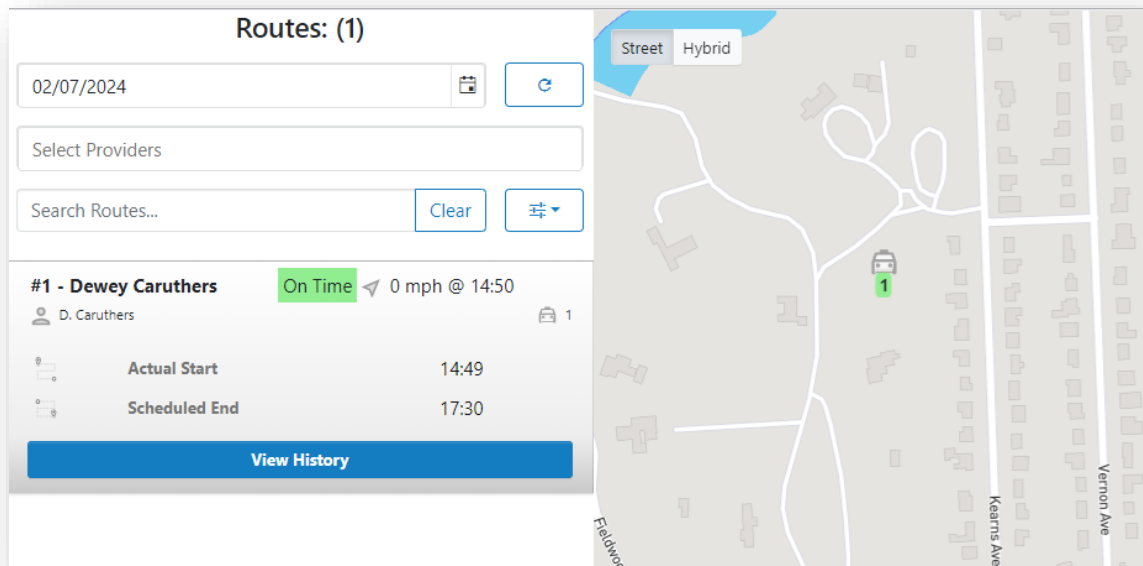 Routes: (1)
02/07/2024
Select Providers
Search Routes...
Clear
#1 - Dewey Caruthers
On Time
0 mph @ 14:50
D. Caruthers
1
Actual Start
14:49
Scheduled End
17:30
View History
Street
Hybrid
1
Kearns Ave
Vernon Ave